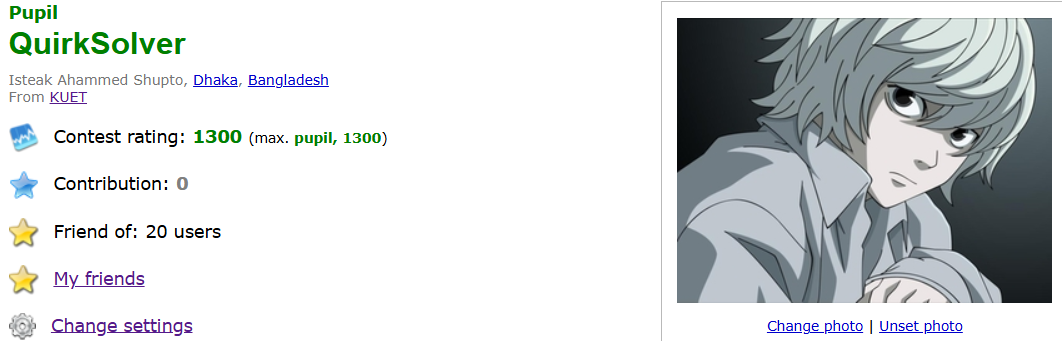 Pupil
QuirkSolver
Isteak Ahammed Shupto, Dhaka, Bangladesh
From KUET
Contest rating: 1300 (max. pupil, 1300)
Contribution: 0
Friend of: 20 users
My friends
Change settings
Change photo | Unset photo